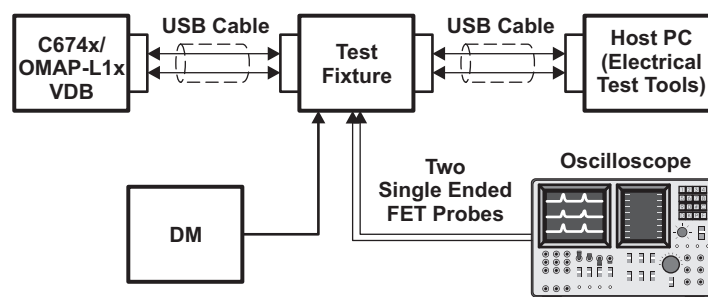 USB Cable
USB Cable
C674x/
OMAP-L1x
VDB
Test
Fixture
Host PC
(Electrical
Test Tools)
Two
Single Ended
FET Probes
Oscilloscope
DM